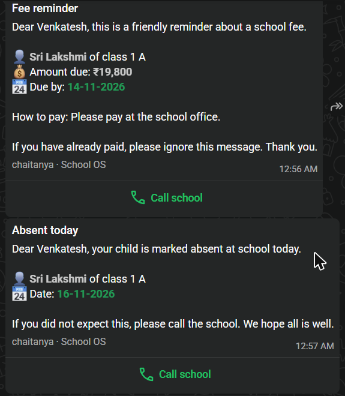 Fee reminder
Dear Venkatesh, this is a friendly reminder about a school fee.
👤 Sri Lakshmi of class 1 A
💰 Amount due: ₹19,800
📅 Due by: 14-11-2026
How to pay: Please pay at the school office.
If you have already paid, please ignore this message. Thank you.
chaitanya · School OS
12:56 AM
Call school
Absent today
Dear Venkatesh, your child is marked absent at school today.
👤 Sri Lakshmi of class 1 A
📅 Date: 16-11-2026
If you did not expect this, please call the school. We hope all is well.
chaitanya · School OS
12:57 AM
Call school